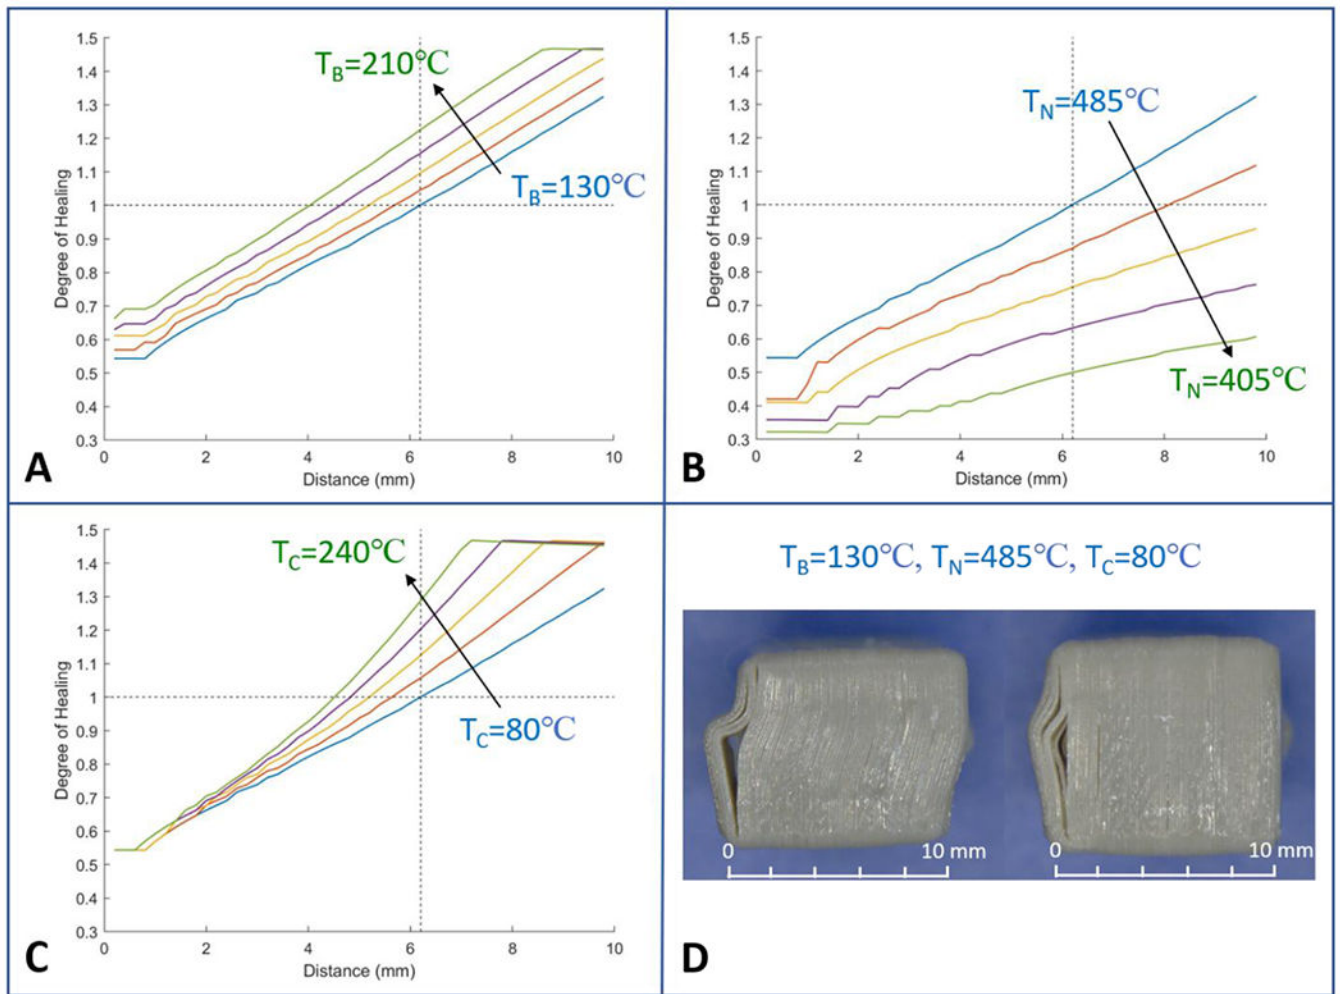 1.5
1.4
1.3
1.2
1.1
1
0.9
0.8
0.7
0.6
0.5
0.4
0.3
Degree of Healing
T_B=210℃
T_B=130℃
0 2 4 6 8 10
Distance (mm)
A
1.5
1.4
1.3
1.2
1.1
1
0.9
0.8
0.7
0.6
0.5
0.4
0.3
Degree of Healing
T_N=485℃
T_N=405℃
0 2 4 6 8 10
Distance (mm)
B
1.5
1.4
1.3
1.2
1.1
1
0.9
0.8
0.7
0.6
0.5
0.4
0.3
Degree of Healing
T_C=240℃
T_C=80℃
0 2 4 6 8 10
Distance (mm)
C
T_B=130℃, T_N=485℃, T_C=80℃
0 10 mm
0 10 mm
D